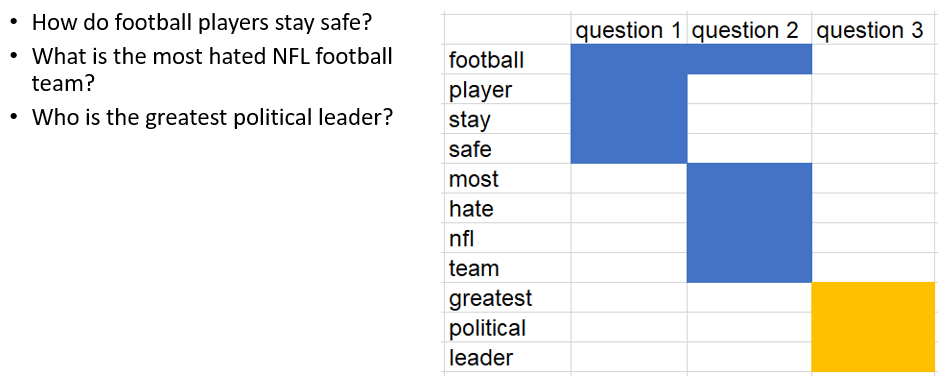 • How do football players stay safe?
• What is the most hated NFL football
team?
• Who is the greatest political leader?
question 1 question 2 question 3
football
player
stay
safe
most
hate
nfl
team
greatest
political
leader